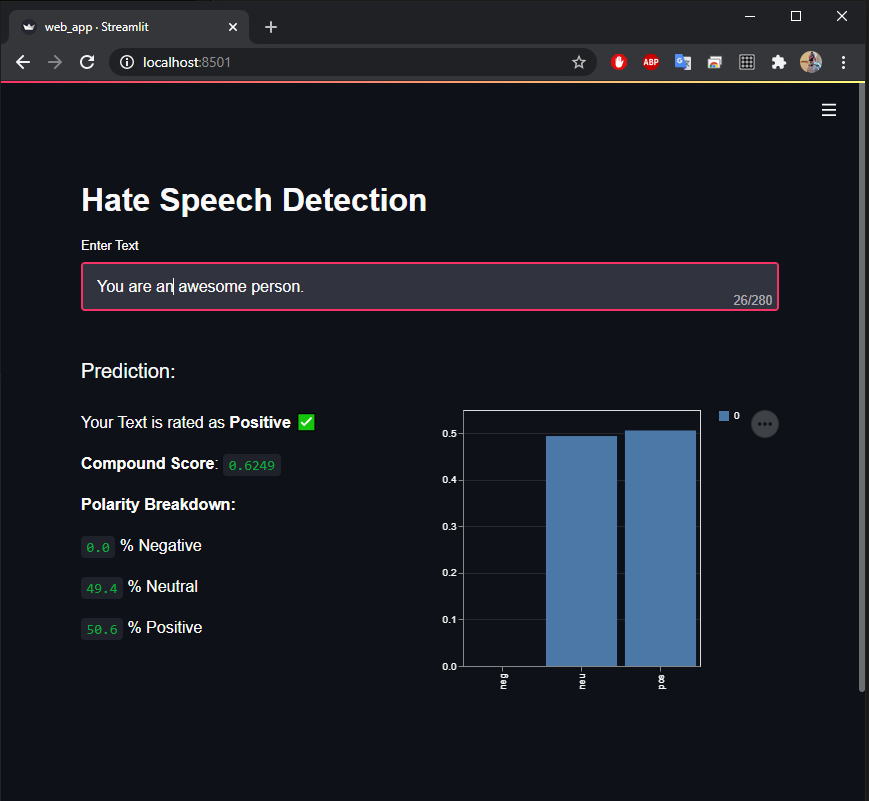 web_app · Streamlit
localhost:8501
ABP
Hate Speech Detection
Enter Text
You are an awesome person.
26/280
Prediction:
Your Text is rated as Positive ✅
Compound Score: 0.6249
Polarity Breakdown:
0.0 % Negative
49.4 % Neutral
50.6 % Positive
0.5
0.4
0.3
0.2
0.1
0.0
neg
neu
pos
0